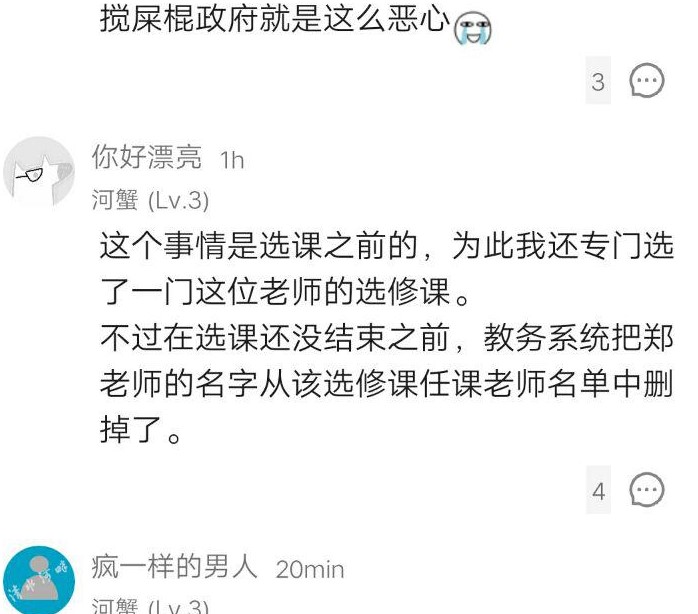 搅屎棍政府就是这么恶心
3
你好漂亮 1h
河蟹 (Lv.3)
这个事情是选课之前的，为此我还专门选
了一门这位老师的选修课。
不过在选课还没结束之前，教务系统把郑
老师的名字从该选修课任课老师名单中删
掉了。
4
疯一样的男人 20min
河蟹 (Lv.3)